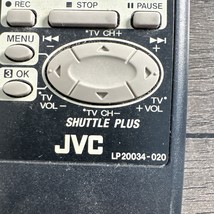 ● REC ■ STOP ❚❚ PAUSE
|◀◀ *TV CH+ ▶▶|
MENU − +
3 OK
*TV *TV
− VOL *TV CH− VOL+
SHUTTLE PLUS
JVC LP20034-020